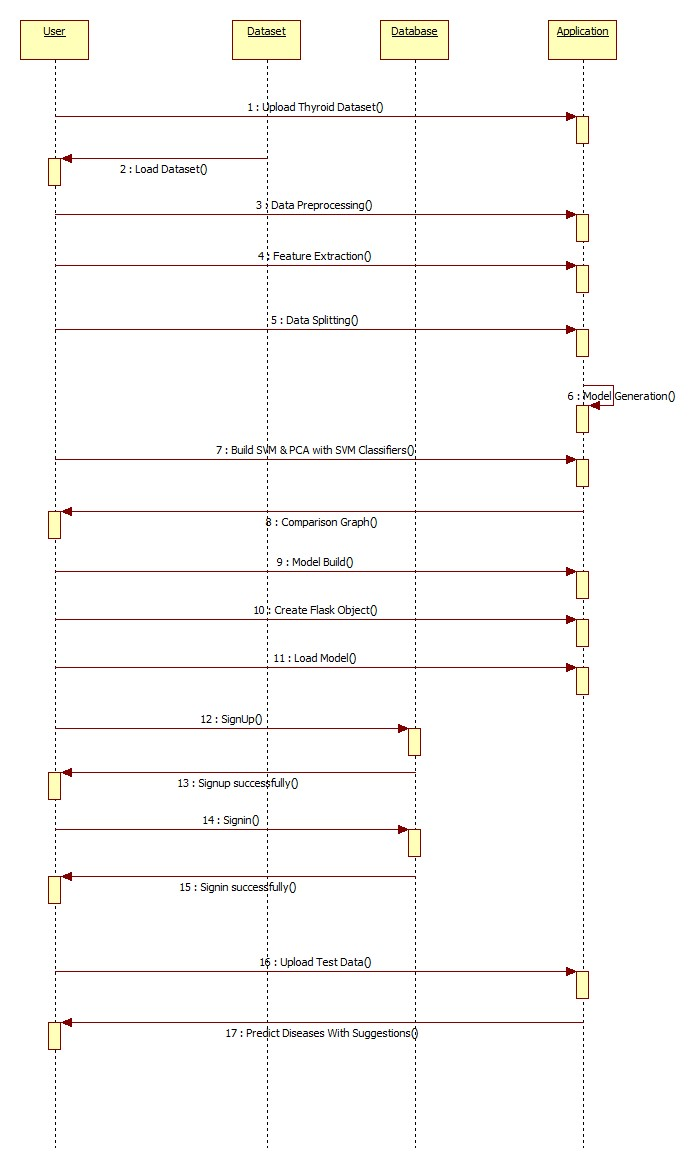 User
Dataset
Database
Application
1 : Upload Thyroid Dataset()
2 : Load Dataset()
3 : Data Preprocessing()
4 : Feature Extraction()
5 : Data Splitting()
6 : Model Generation()
7 : Build SVM & PCA with SVM Classifiers()
8 : Comparison Graph()
9 : Model Build()
10 : Create Flask Object()
11 : Load Model()
12 : SignUp()
13 : Signup successfully()
14 : Signin()
15 : Signin successfully()
16 : Upload Test Data()
17 : Predict Diseases With Suggestions()